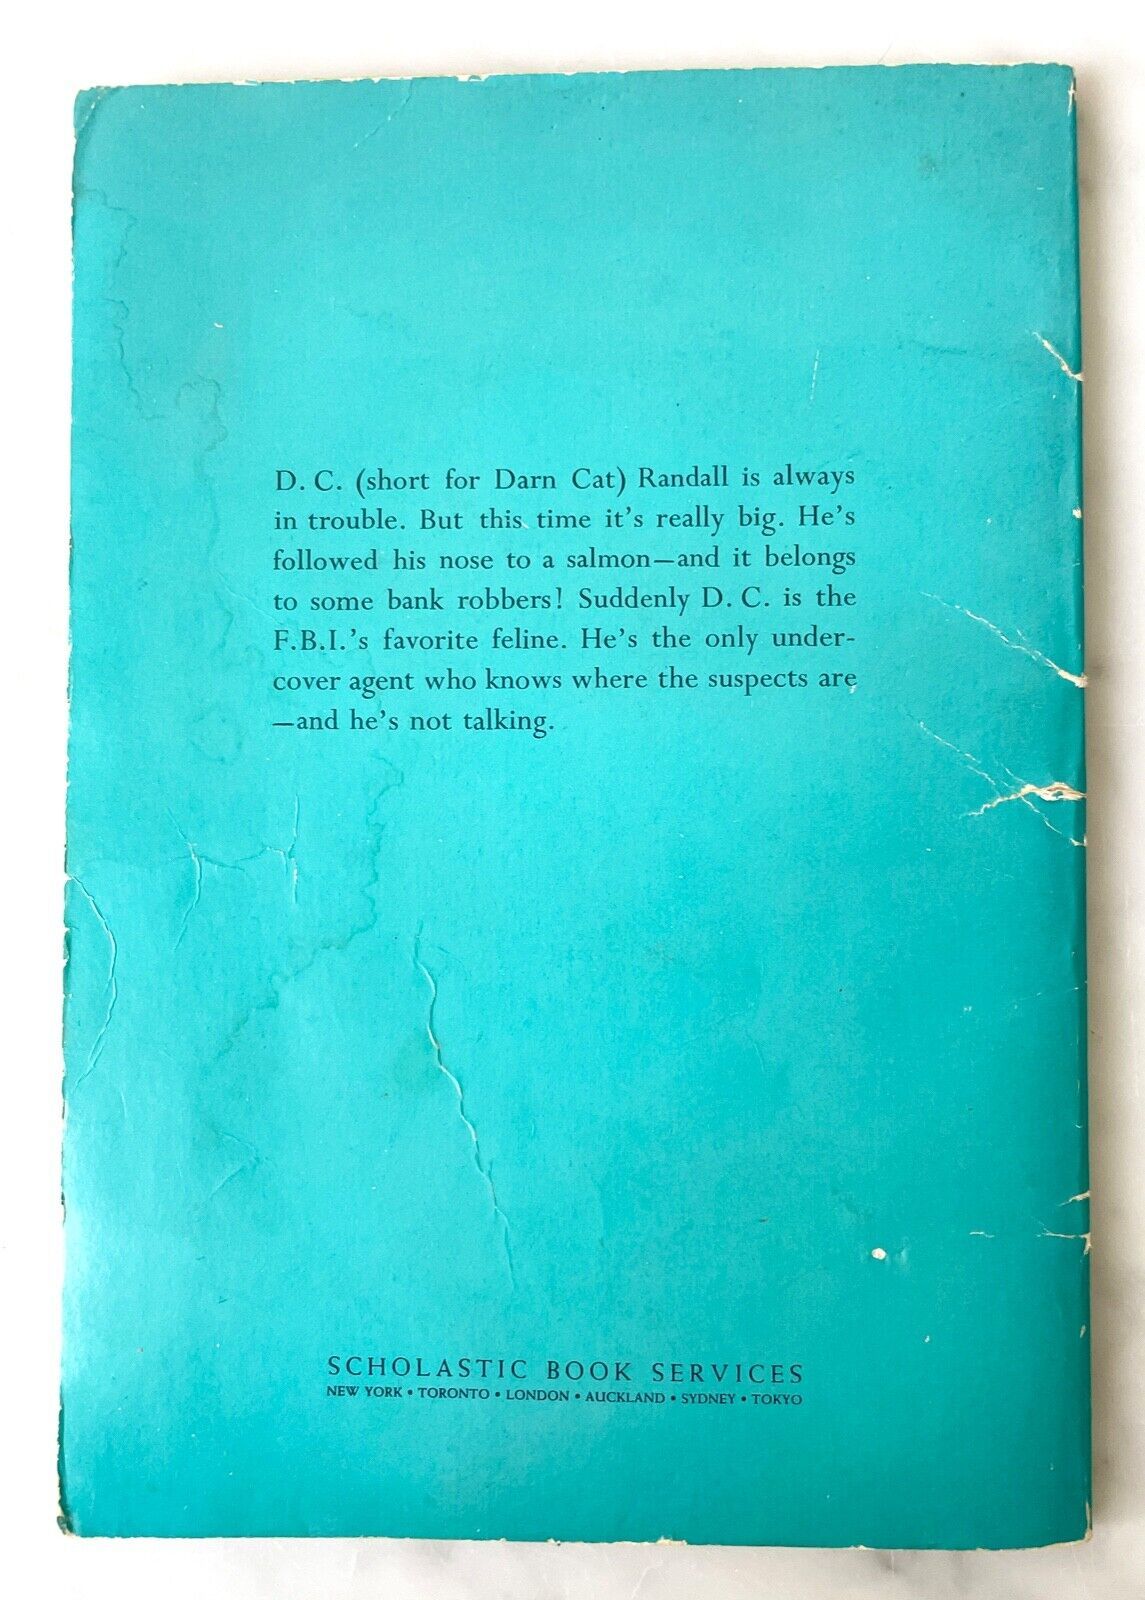 D. C. (short for Darn Cat) Randall is always
in trouble. But this time it's really big. He's
followed his nose to a salmon—and it belongs
to some bank robbers! Suddenly D. C. is the
F.B.I.'s favorite feline. He's the only under-
cover agent who knows where the suspects are
—and he's not talking.
SCHOLASTIC BOOK SERVICES
NEW YORK • TORONTO • LONDON • AUCKLAND • SYDNEY • TOKYO